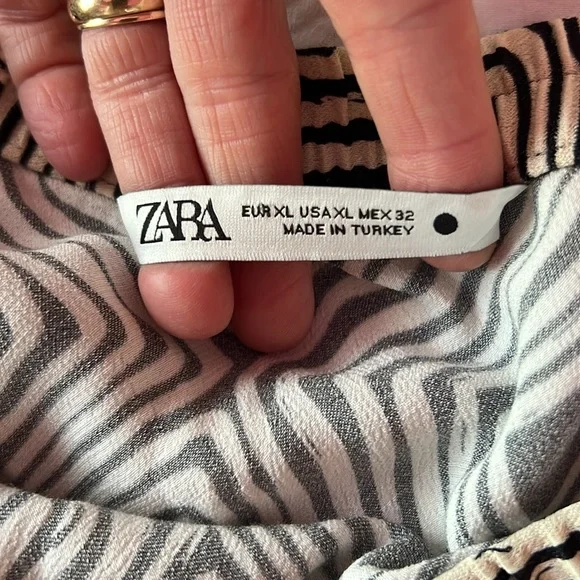 ZARA
EUR XL USA XL MEX 32
MADE IN TURKEY